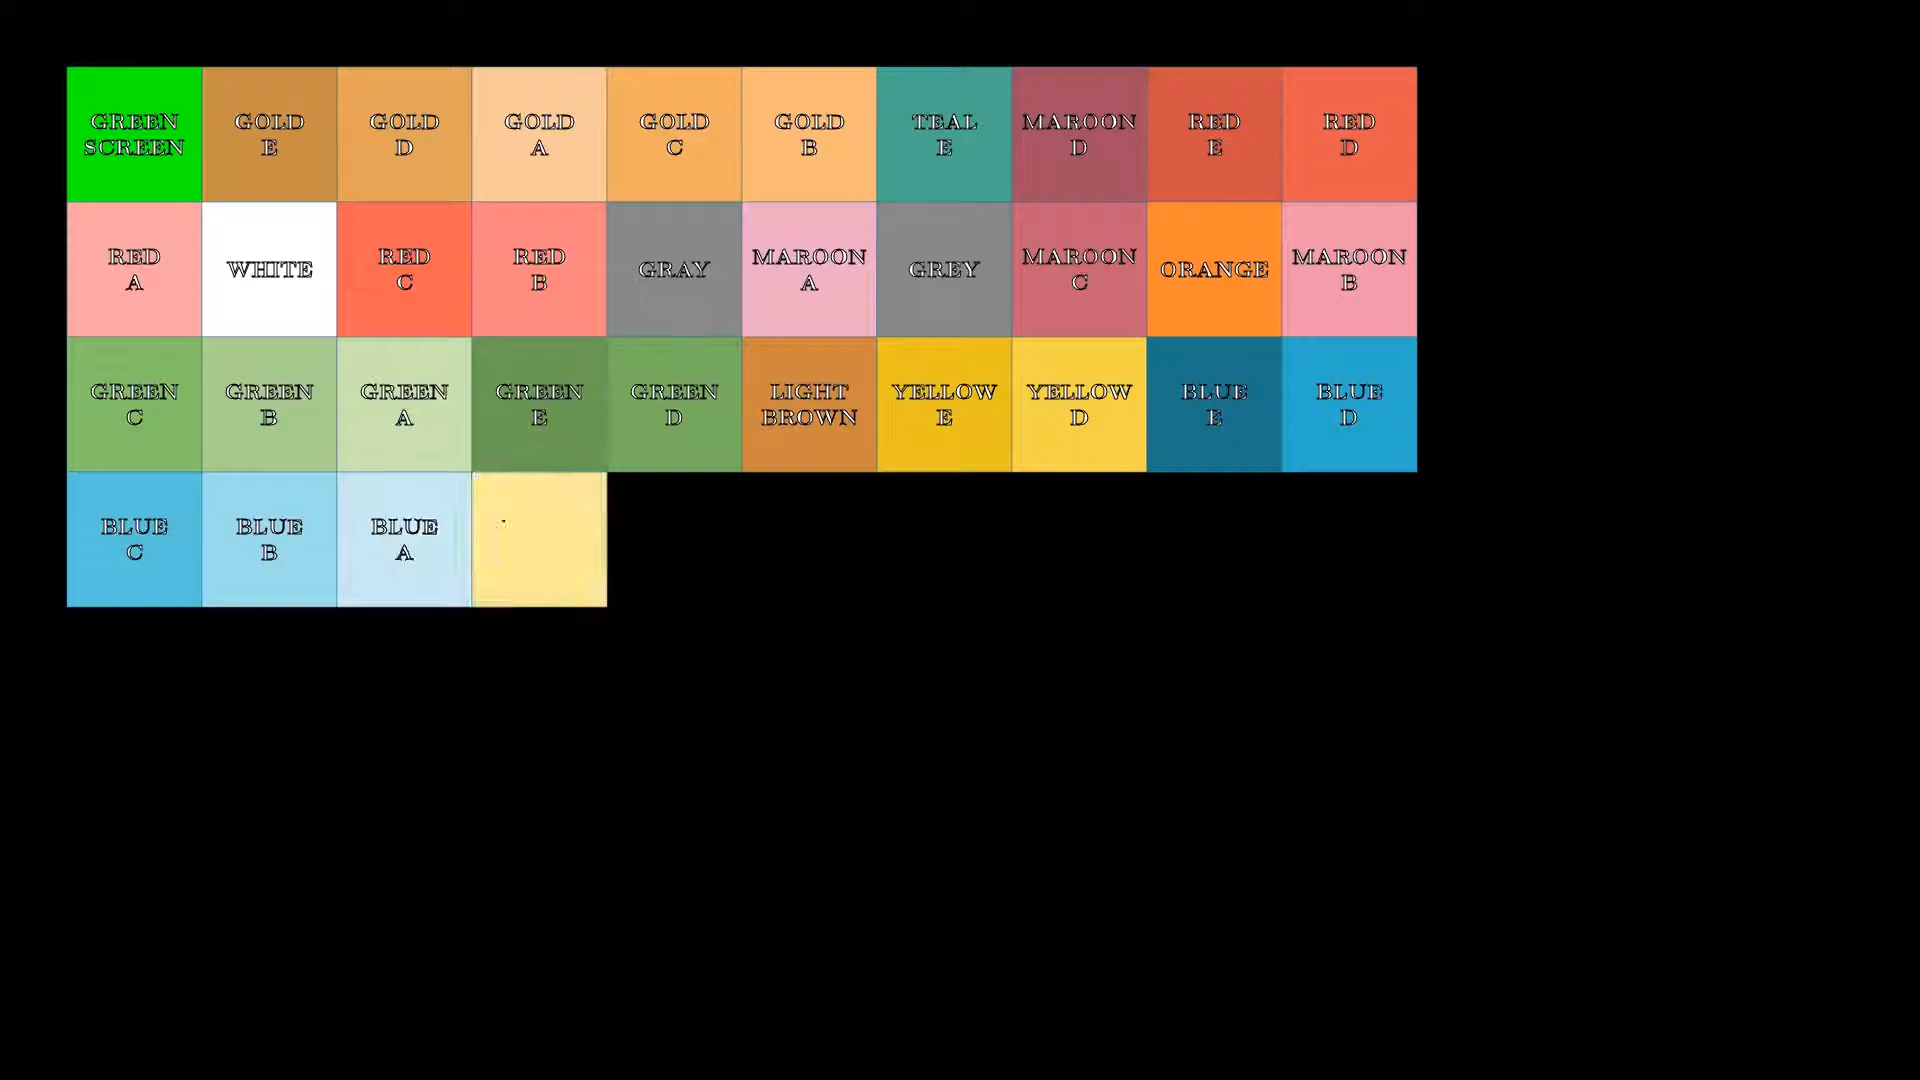 GREEN
SCREEN
GOLD
E
GOLD
D
GOLD
A
GOLD
C
GOLD
B
TEAL
E
MAROON
D
RED
E
RED
D
RED
A
WHITE
RED
C
RED
B
GRAY
MAROON
A
GREY
MAROON
C
ORANGE
MAROON
B
GREEN
C
GREEN
B
GREEN
A
GREEN
E
GREEN
D
LIGHT
BROWN
YELLOW
E
YELLOW
D
BLUE
E
BLUE
D
BLUE
C
BLUE
B
BLUE
A